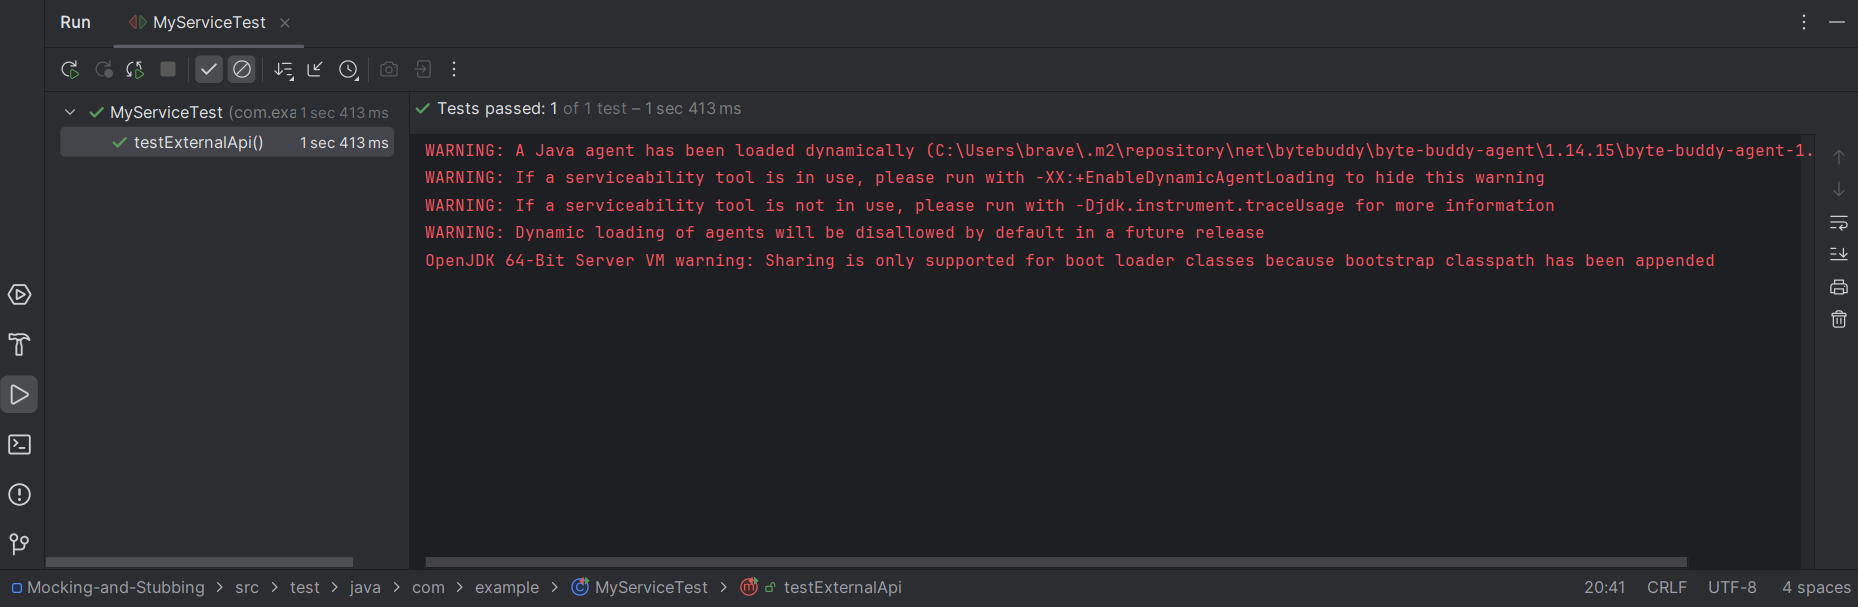 Run MyServiceTest
MyServiceTest (com.exa 1 sec 413 ms
testExternalApi() 1 sec 413 ms
Tests passed: 1 of 1 test – 1 sec 413 ms
WARNING: A Java agent has been loaded dynamically (C:\Users\brave\.m2\repository\net\bytebuddy\byte-buddy-agent\1.14.15\byte-buddy-agent-1.
WARNING: If a serviceability tool is in use, please run with -XX:+EnableDynamicAgentLoading to hide this warning
WARNING: If a serviceability tool is not in use, please run with -Djdk.instrument.traceUsage for more information
WARNING: Dynamic loading of agents will be disallowed by default in a future release
OpenJDK 64-Bit Server VM warning: Sharing is only supported for boot loader classes because bootstrap classpath has been appended
Mocking-and-Stubbing > src > test > java > com > example > MyServiceTest > testExternalApi 20:41 CRLF UTF-8 4 spaces